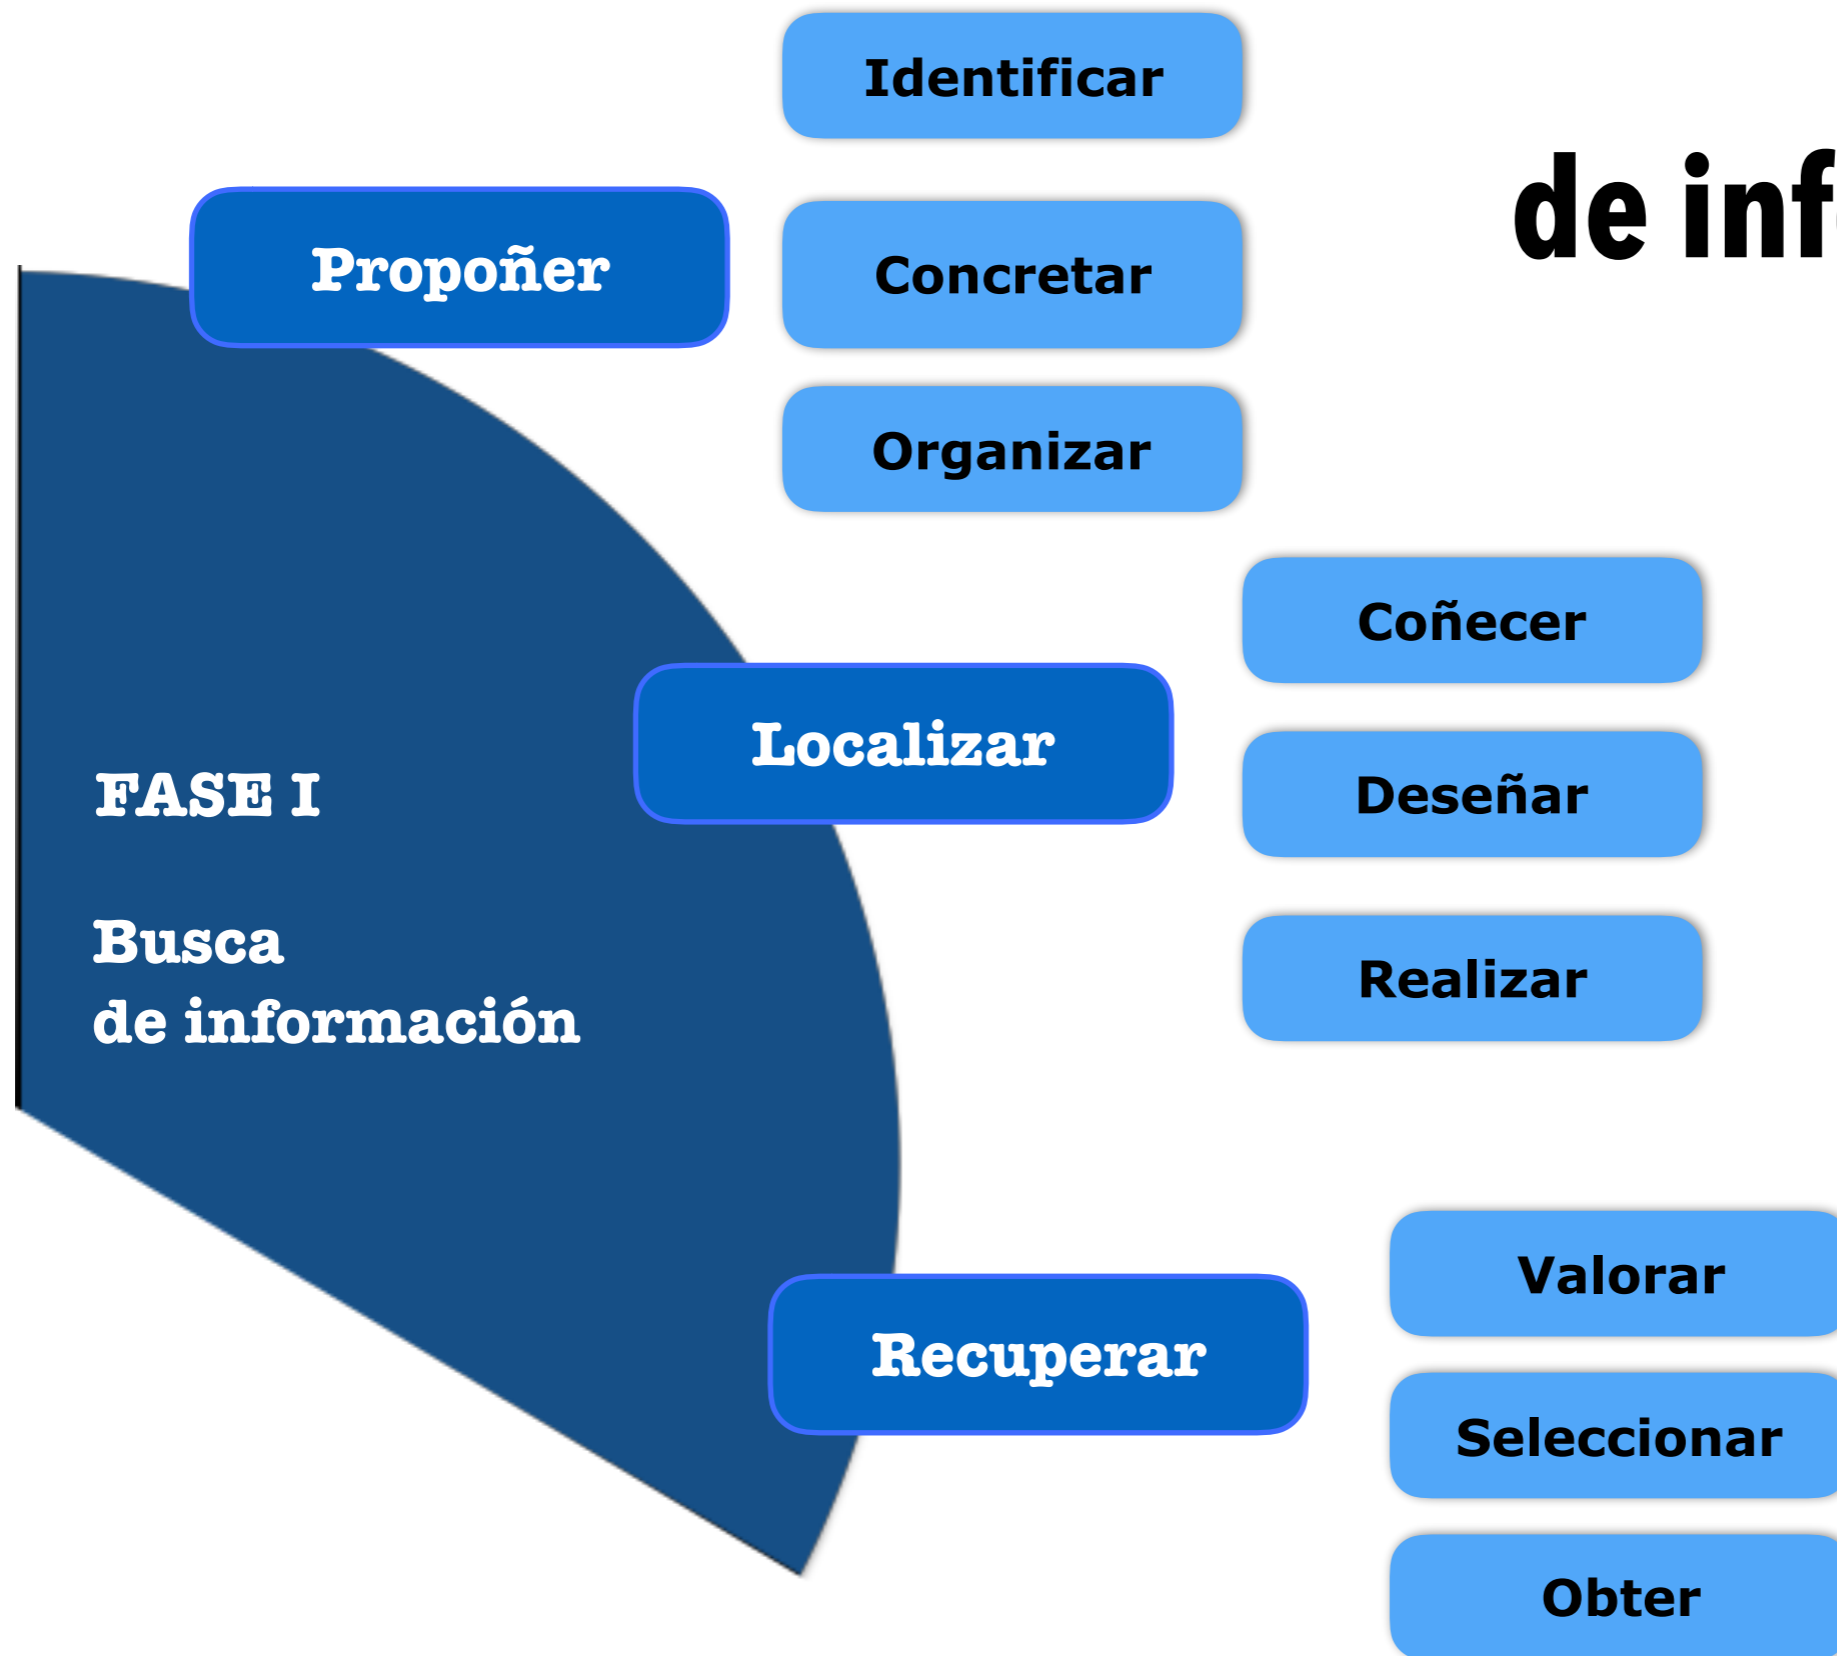 Identificar
de inf
Propoñer
Concretar
Organizar
Coñecer
Localizar
Deseñar
FASE I
Busca
de información
Realizar
Valorar
Recuperar
Seleccionar
Obter